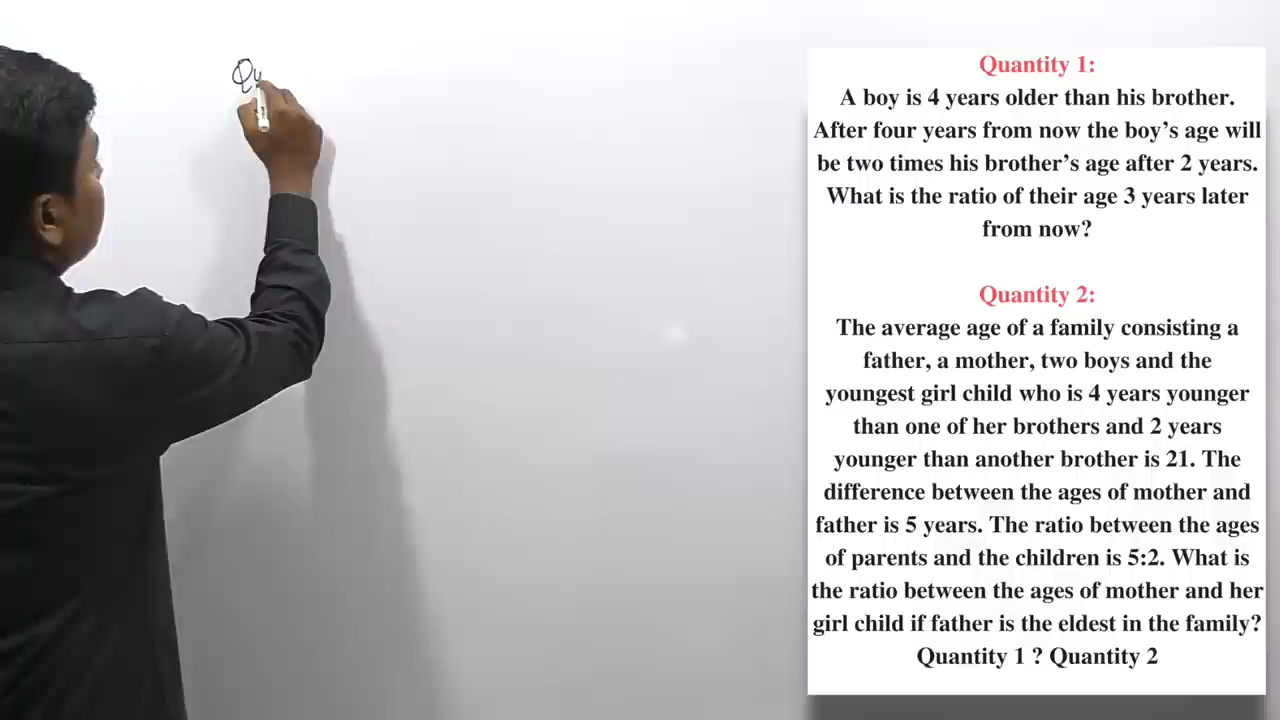 Qu
Quantity 1:
A boy is 4 years older than his brother.
After four years from now the boy’s age will
be two times his brother’s age after 2 years.
What is the ratio of their age 3 years later
from now?
Quantity 2:
The average age of a family consisting a
father, a mother, two boys and the
youngest girl child who is 4 years younger
than one of her brothers and 2 years
younger than another brother is 21. The
difference between the ages of mother and
father is 5 years. The ratio between the ages
of parents and the children is 5:2. What is
the ratio between the ages of mother and her
girl child if father is the eldest in the family?
Quantity 1 ? Quantity 2